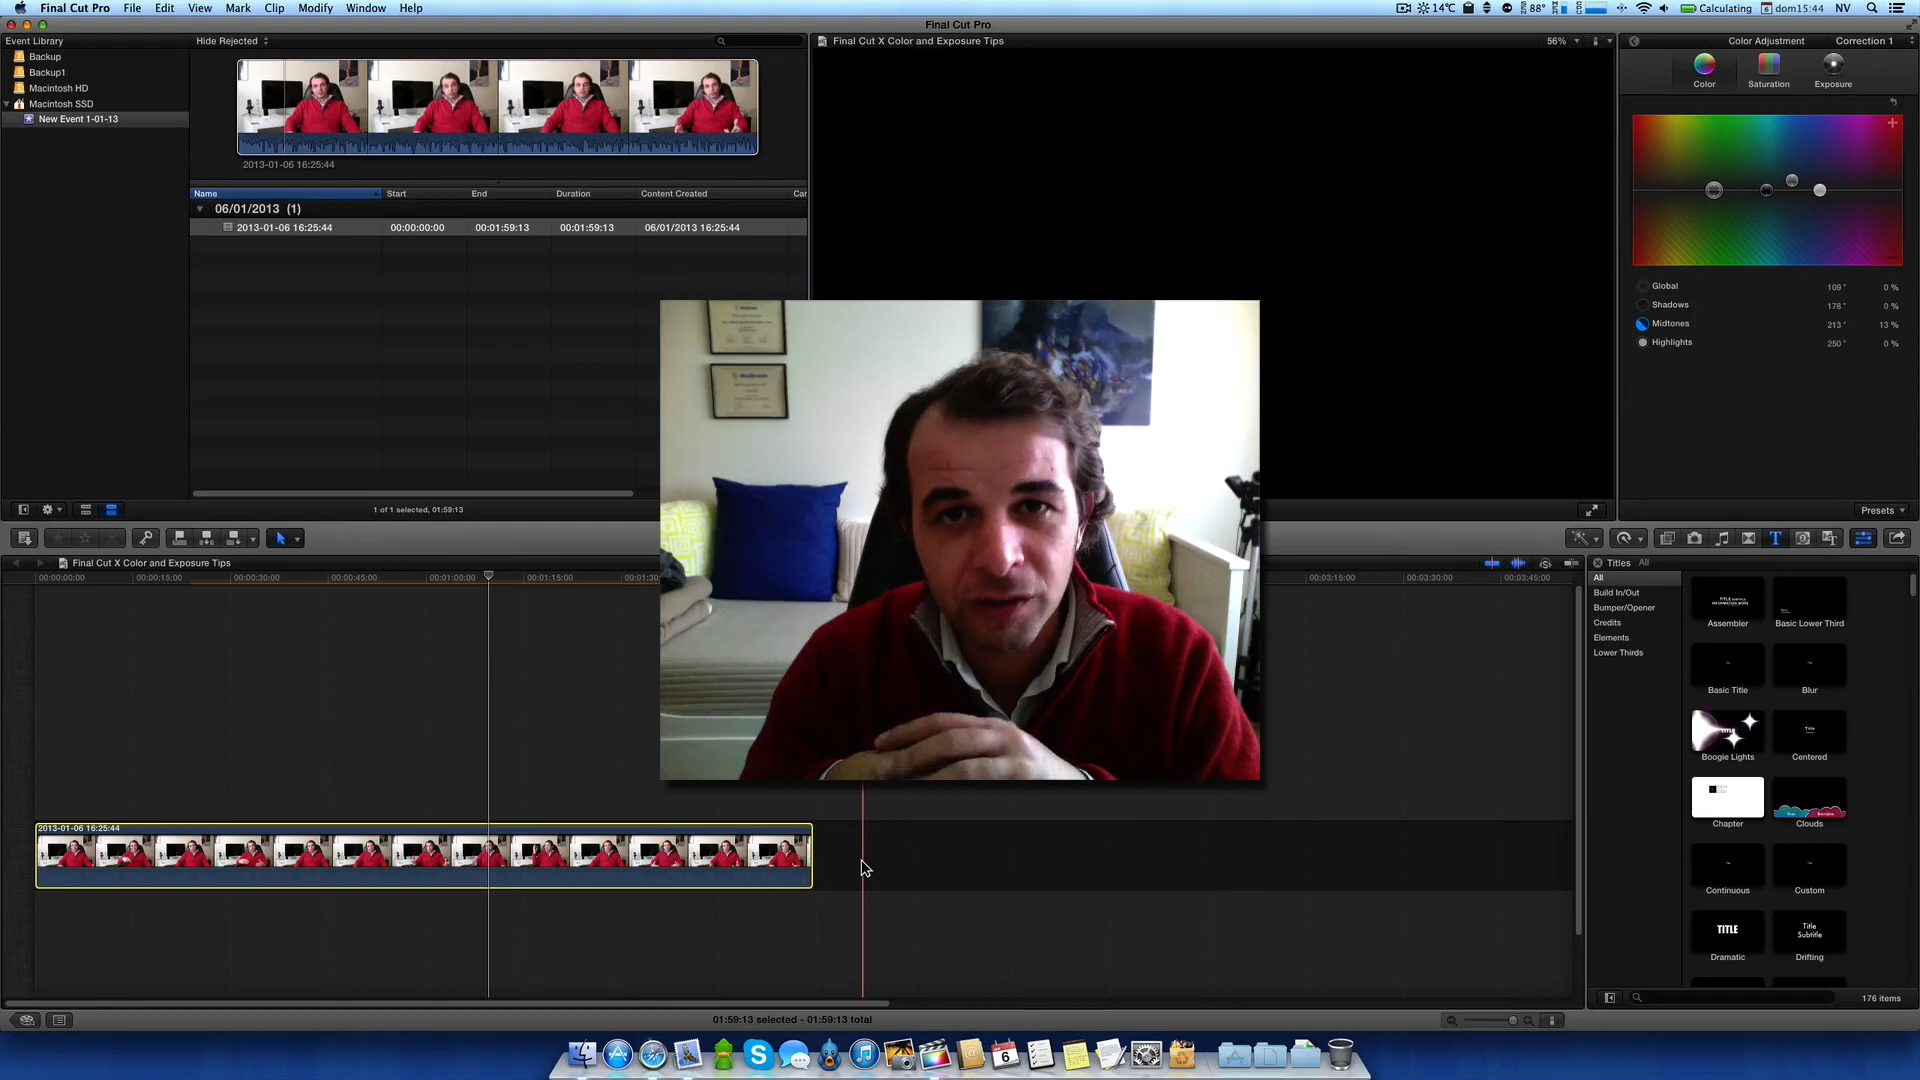 Final Cut Pro File Edit View Mark Clip Modify Window Help
14°C 88° Calculating dom15:44 NV
Final Cut Pro
Event Library
Backup
Backup1
Macintosh HD
Macintosh SSD
New Event 1-01-13
Hide Rejected
2013-01-06 16:25:44
Name Start End Duration Content Created
06/01/2013 (1)
2013-01-06 16:25:44 00:00:00:00 00:01:59:13 00:01:59:13 06/01/2013 16:25:44
1 of 1 selected, 01:59:13
Final Cut X Color and Exposure Tips
56%
Color Adjustment Correction 1
Color Saturation Exposure
Global 109° 0 %
Shadows 178° 0 %
Midtones 213° 13 %
Highlights 250° 0 %
Presets
Final Cut X Color and Exposure Tips
00:00:00:00 00:00:15:00 00:00:30:00 00:00:45:00 00:01:00:00 00:01:15:00 00:01:30 00:03:15:00 00:03:30:00 00:03:45:00
2013-01-06 16:25:44
Titles All
All
Build In/Out
Bumper/Opener
Credits
Elements
Lower Thirds
Assembler Basic Lower Third
Basic Title Blur
Boogie Lights Centered
Chapter Clouds
Continuous Custom
TITLE Title
Subtitle
Dramatic Drifting
176 items
01:59:13 selected - 01:59:13 total
6